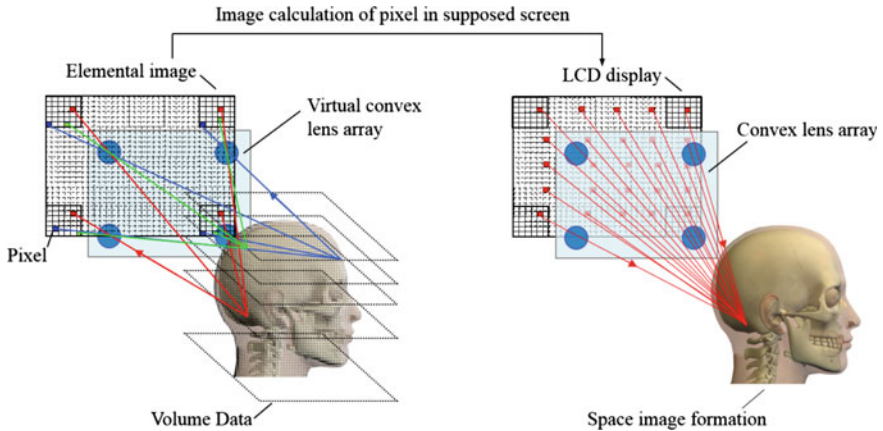 Image calculation of pixel in supposed screen
Elemental image
Virtual convex
lens array
Pixel
Volume Data
LCD display
Convex lens array
Space image formation